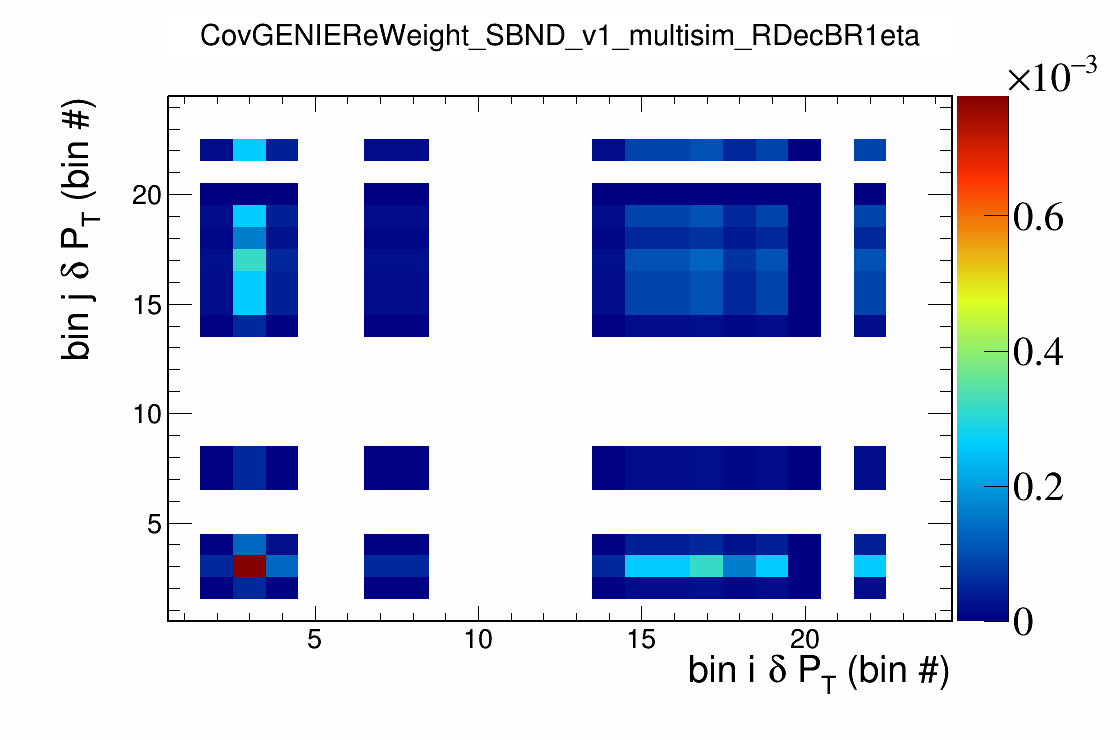 CovGENIEReWeight_SBND_v1_multisim_RDecBR1eta
×10⁻³
bin j δ P_T (bin #)
20
15
10
5
0.6
0.4
0.2
0
5 10 15 20
bin i δ P_T (bin #)